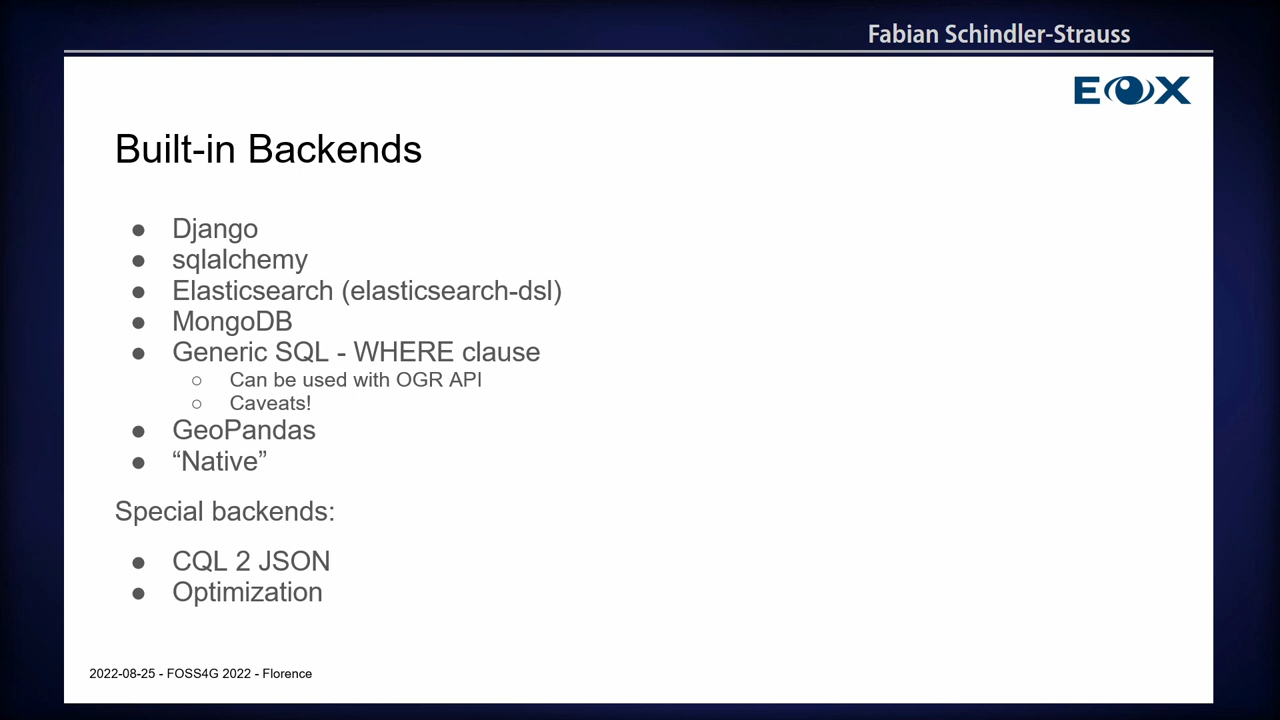 Fabian Schindler-Strauss
EOX
Built-in Backends
● Django
● sqlalchemy
● Elasticsearch (elasticsearch-dsl)
● MongoDB
● Generic SQL - WHERE clause
○ Can be used with OGR API
○ Caveats!
● GeoPandas
● “Native”
Special backends:
● CQL 2 JSON
● Optimization
2022-08-25 - FOSS4G 2022 - Florence